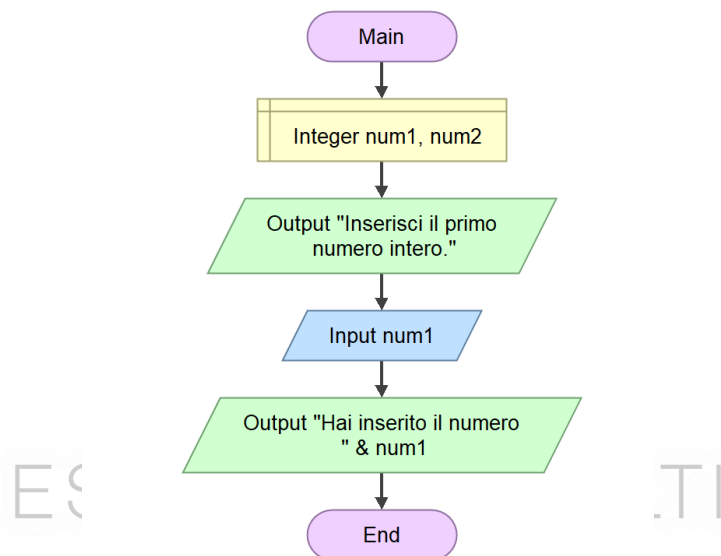 Main
Integer num1, num2
Output "Inserisci il primo
numero intero."
Input num1
Output "Hai inserito il numero
" & num1
End